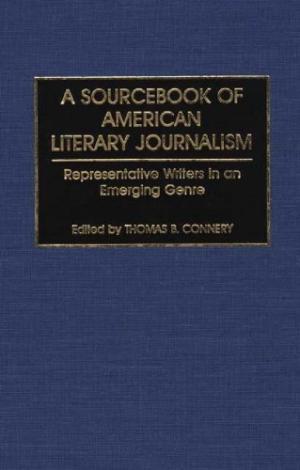 A SOURCEBOOK OF
AMERICAN
LITERARY JOURNALISM
Representative Writers in an
Emerging Genre
Edited by THOMAS B. CONNERY